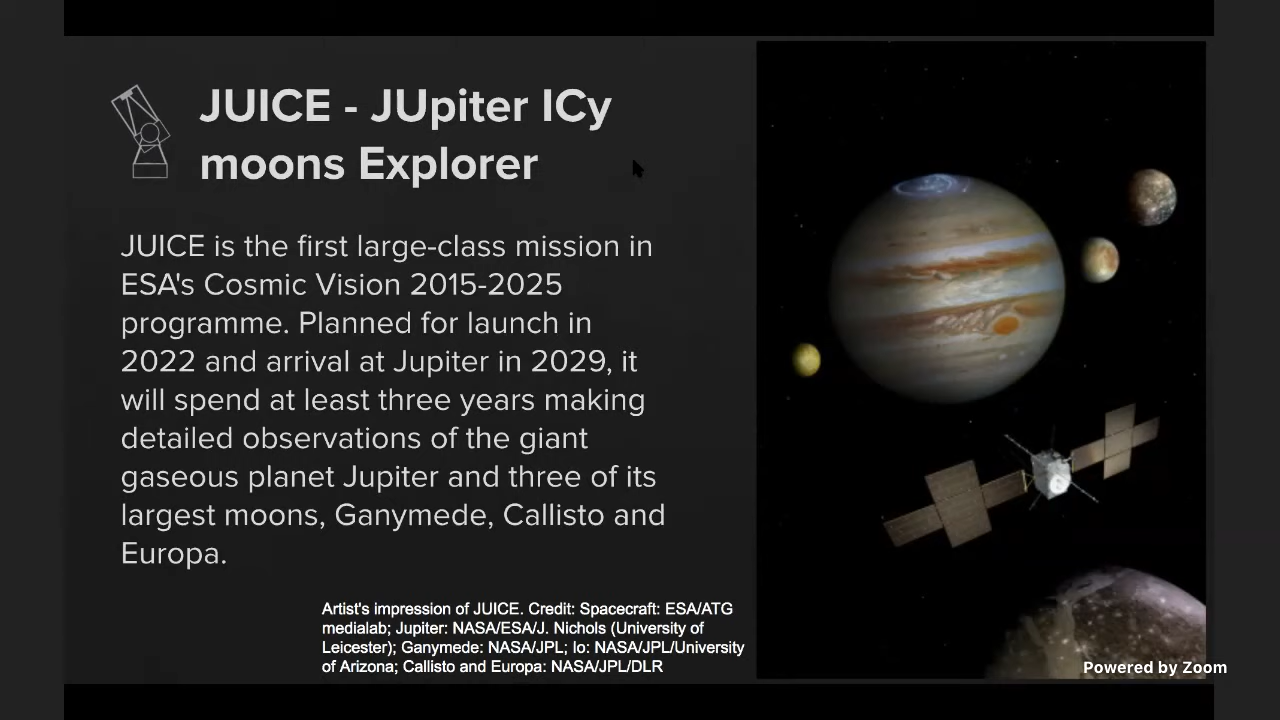 JUICE - JUpiter ICy
moons Explorer
JUICE is the first large-class mission in
ESA's Cosmic Vision 2015-2025
programme. Planned for launch in
2022 and arrival at Jupiter in 2029, it
will spend at least three years making
detailed observations of the giant
gaseous planet Jupiter and three of its
largest moons, Ganymede, Callisto and
Europa.
Artist's impression of JUICE. Credit: Spacecraft: ESA/ATG
medialab; Jupiter: NASA/ESA/J. Nichols (University of
Leicester); Ganymede: NASA/JPL; Io: NASA/JPL/University
of Arizona; Callisto and Europa: NASA/JPL/DLR
Powered by Zoom